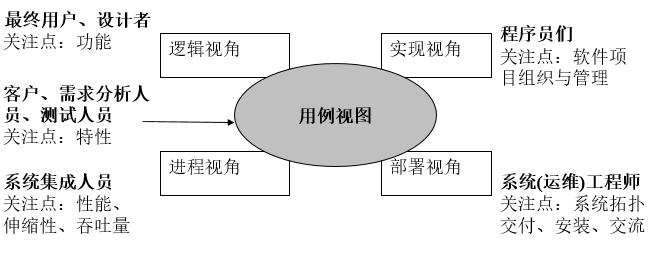 最终用户、设计者
关注点：功能
逻辑视角
实现视角
程序员们
关注点：软件项
目组织与管理
客户、需求分析人
员、测试人员
关注点：特性
用例视图
进程视角
部署视角
系统集成人员
关注点：性能、
伸缩性、吞吐量
系统(运维)工程师
关注点：系统拓扑
交付、安装、交流